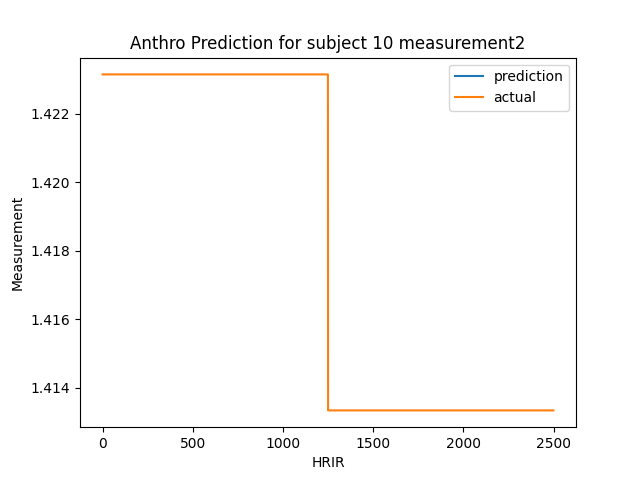 Anthro Prediction for subject 10 measurement2
prediction
actual
1.422
1.420
1.418
1.416
1.414
Measurement
0
500
1000
1500
2000
2500
HRIR